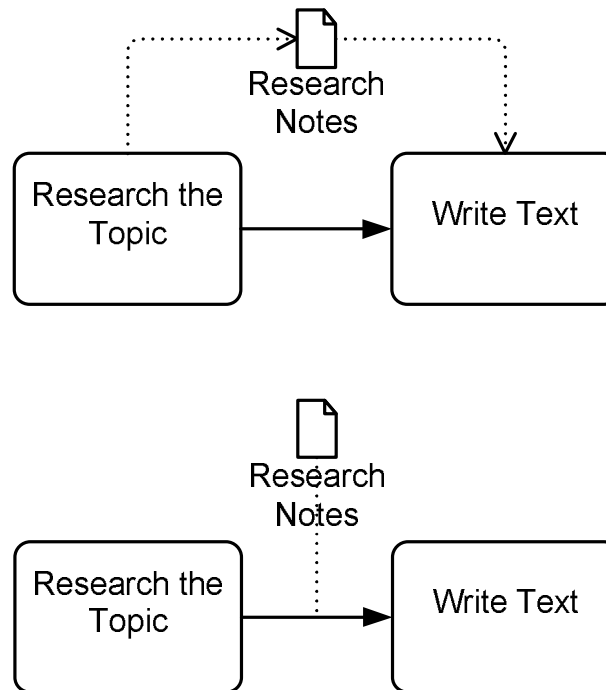 Research
Notes
Research the
Topic
Write Text
Research
Notes
Research the
Topic
Write Text